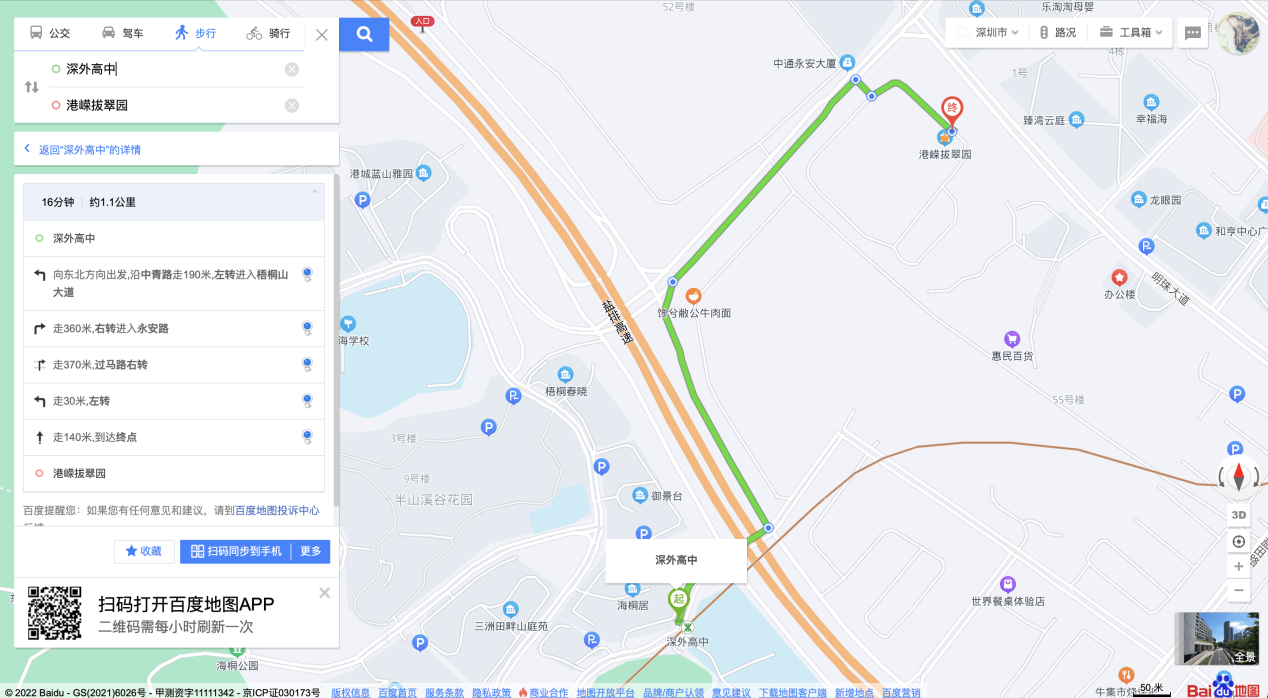 公交
驾车
步行
骑行
深外高中
港嵘拔翠园
返回"深外高中"的详情
16分钟
约1.1公里
深外高中
向东北方向出发,沿中青路走190米,左转进入梧桐山
大道
走360米,右转进入永安路
走370米,过马路右转
走30米,左转
走140米,到达终点
港嵘拔翠园
百度提醒您：如果您有任何意见和建议，请到百度地图投诉中心
收藏
扫码同步到手机
更多
扫码打开百度地图APP
二维码需每小时刷新一次
入口
52号楼
乐淘淘母婴
深圳市
路况
工具箱
4栋
1号
中通永安大厦
终
港嵘拔翠园
臻湾云庭
幸福海
龙眼园
和亨中心广
明珠大道
办公楼
惠民百货
55号楼
港城蓝山雅园
盐排高速
馋兮敝公牛肉面
海学校
梧桐春晓
3号楼
9号楼
半山溪谷花园
御景台
深外高中
起
深外高中
海桐居
三洲田畔山庭苑
海桐公园
世界餐桌体验店
3D
全景
50 米
Bai du 地图
© 2022 Baidu - GS(2021)6026号 - 甲测资字11111342 - 京ICP证030173号
版权信息
百度首页
服务条款
隐私政策
商业合作
地图开放平台
品牌/商户认领
意见建议
下载地图客户端
新增地点
百度营销